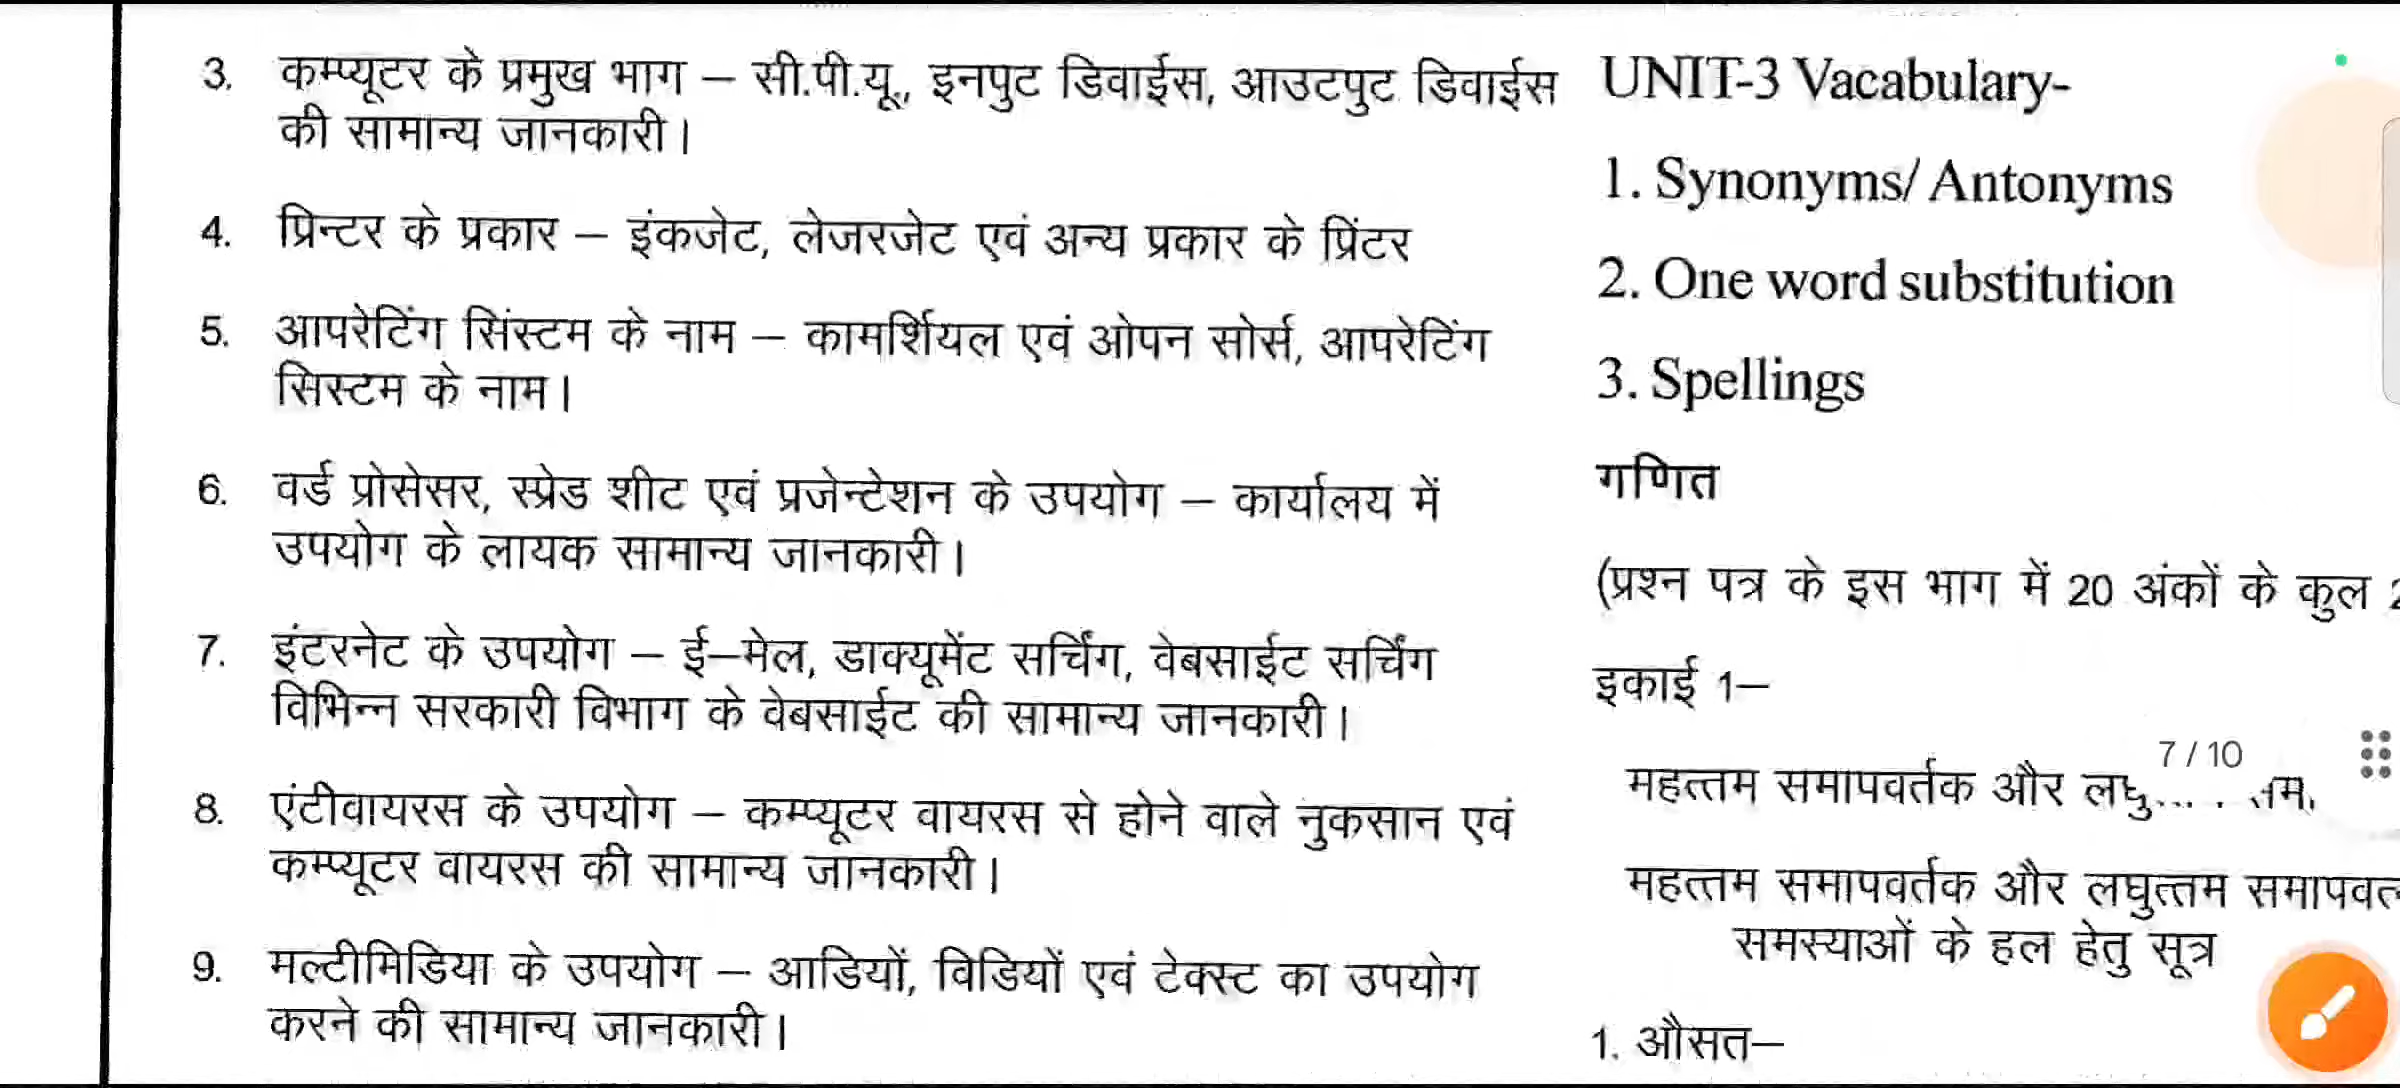 3. कम्प्यूटर के प्रमुख भाग – सी.पी.यू., इनपुट डिवाईस, आउटपुट डिवाईस
की सामान्य जानकारी।
4. प्रिन्टर के प्रकार – इंकजेट, लेजरजेट एवं अन्य प्रकार के प्रिंटर
5. आपरेटिंग सिंस्टम के नाम – कामर्शियल एवं ओपन सोर्स, आपरेटिंग
सिस्टम के नाम।
6. वर्ड प्रोसेसर, स्प्रेड शीट एवं प्रजेन्टेशन के उपयोग – कार्यालय में
उपयोग के लायक सामान्य जानकारी।
7. इंटरनेट के उपयोग – ई–मेल, डाक्यूमेंट सर्चिंग, वेबसाईट सर्चिंग
विभिन्न सरकारी विभाग के वेबसाईट की सामान्य जानकारी।
8. एंटीवायरस के उपयोग – कम्प्यूटर वायरस से होने वाले नुकसान एवं
कम्प्यूटर वायरस की सामान्य जानकारी।
9. मल्टीमिडिया के उपयोग – आडियों, विडियों एवं टेक्स्ट का उपयोग
करने की सामान्य जानकारी।
UNIT-3 Vacabulary-
1. Synonyms/ Antonyms
2. One word substitution
3. Spellings
गणित
(प्रश्न पत्र के इस भाग में 20 अंकों के कुल
इकाई 1–
7 / 10
महत्तम समापवर्तक और
महत्तम समापवर्तक और लघुत्तम
समस्याओं के हल हेतु सूत्र
1. औसत–